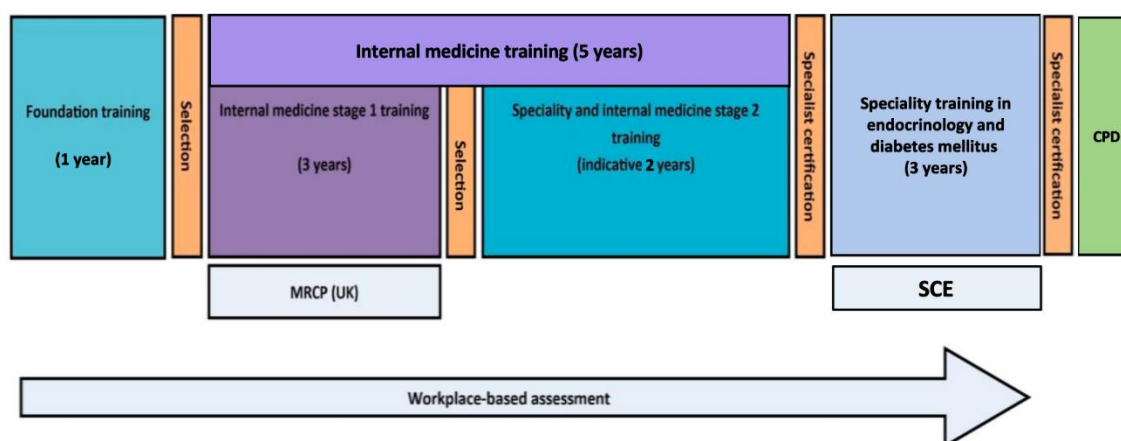 Foundation training
(1 year)
Selection
Internal medicine training (5 years)
Internal medicine stage 1 training
(3 years)
Selection
Speciality and internal medicine stage 2
training
(indicative 2 years)
Specialist certification
Speciality training in
endocrinology and
diabetes mellitus
(3 years)
Specialist certification
CPD
MRCP (UK)
SCE
Workplace-based assessment